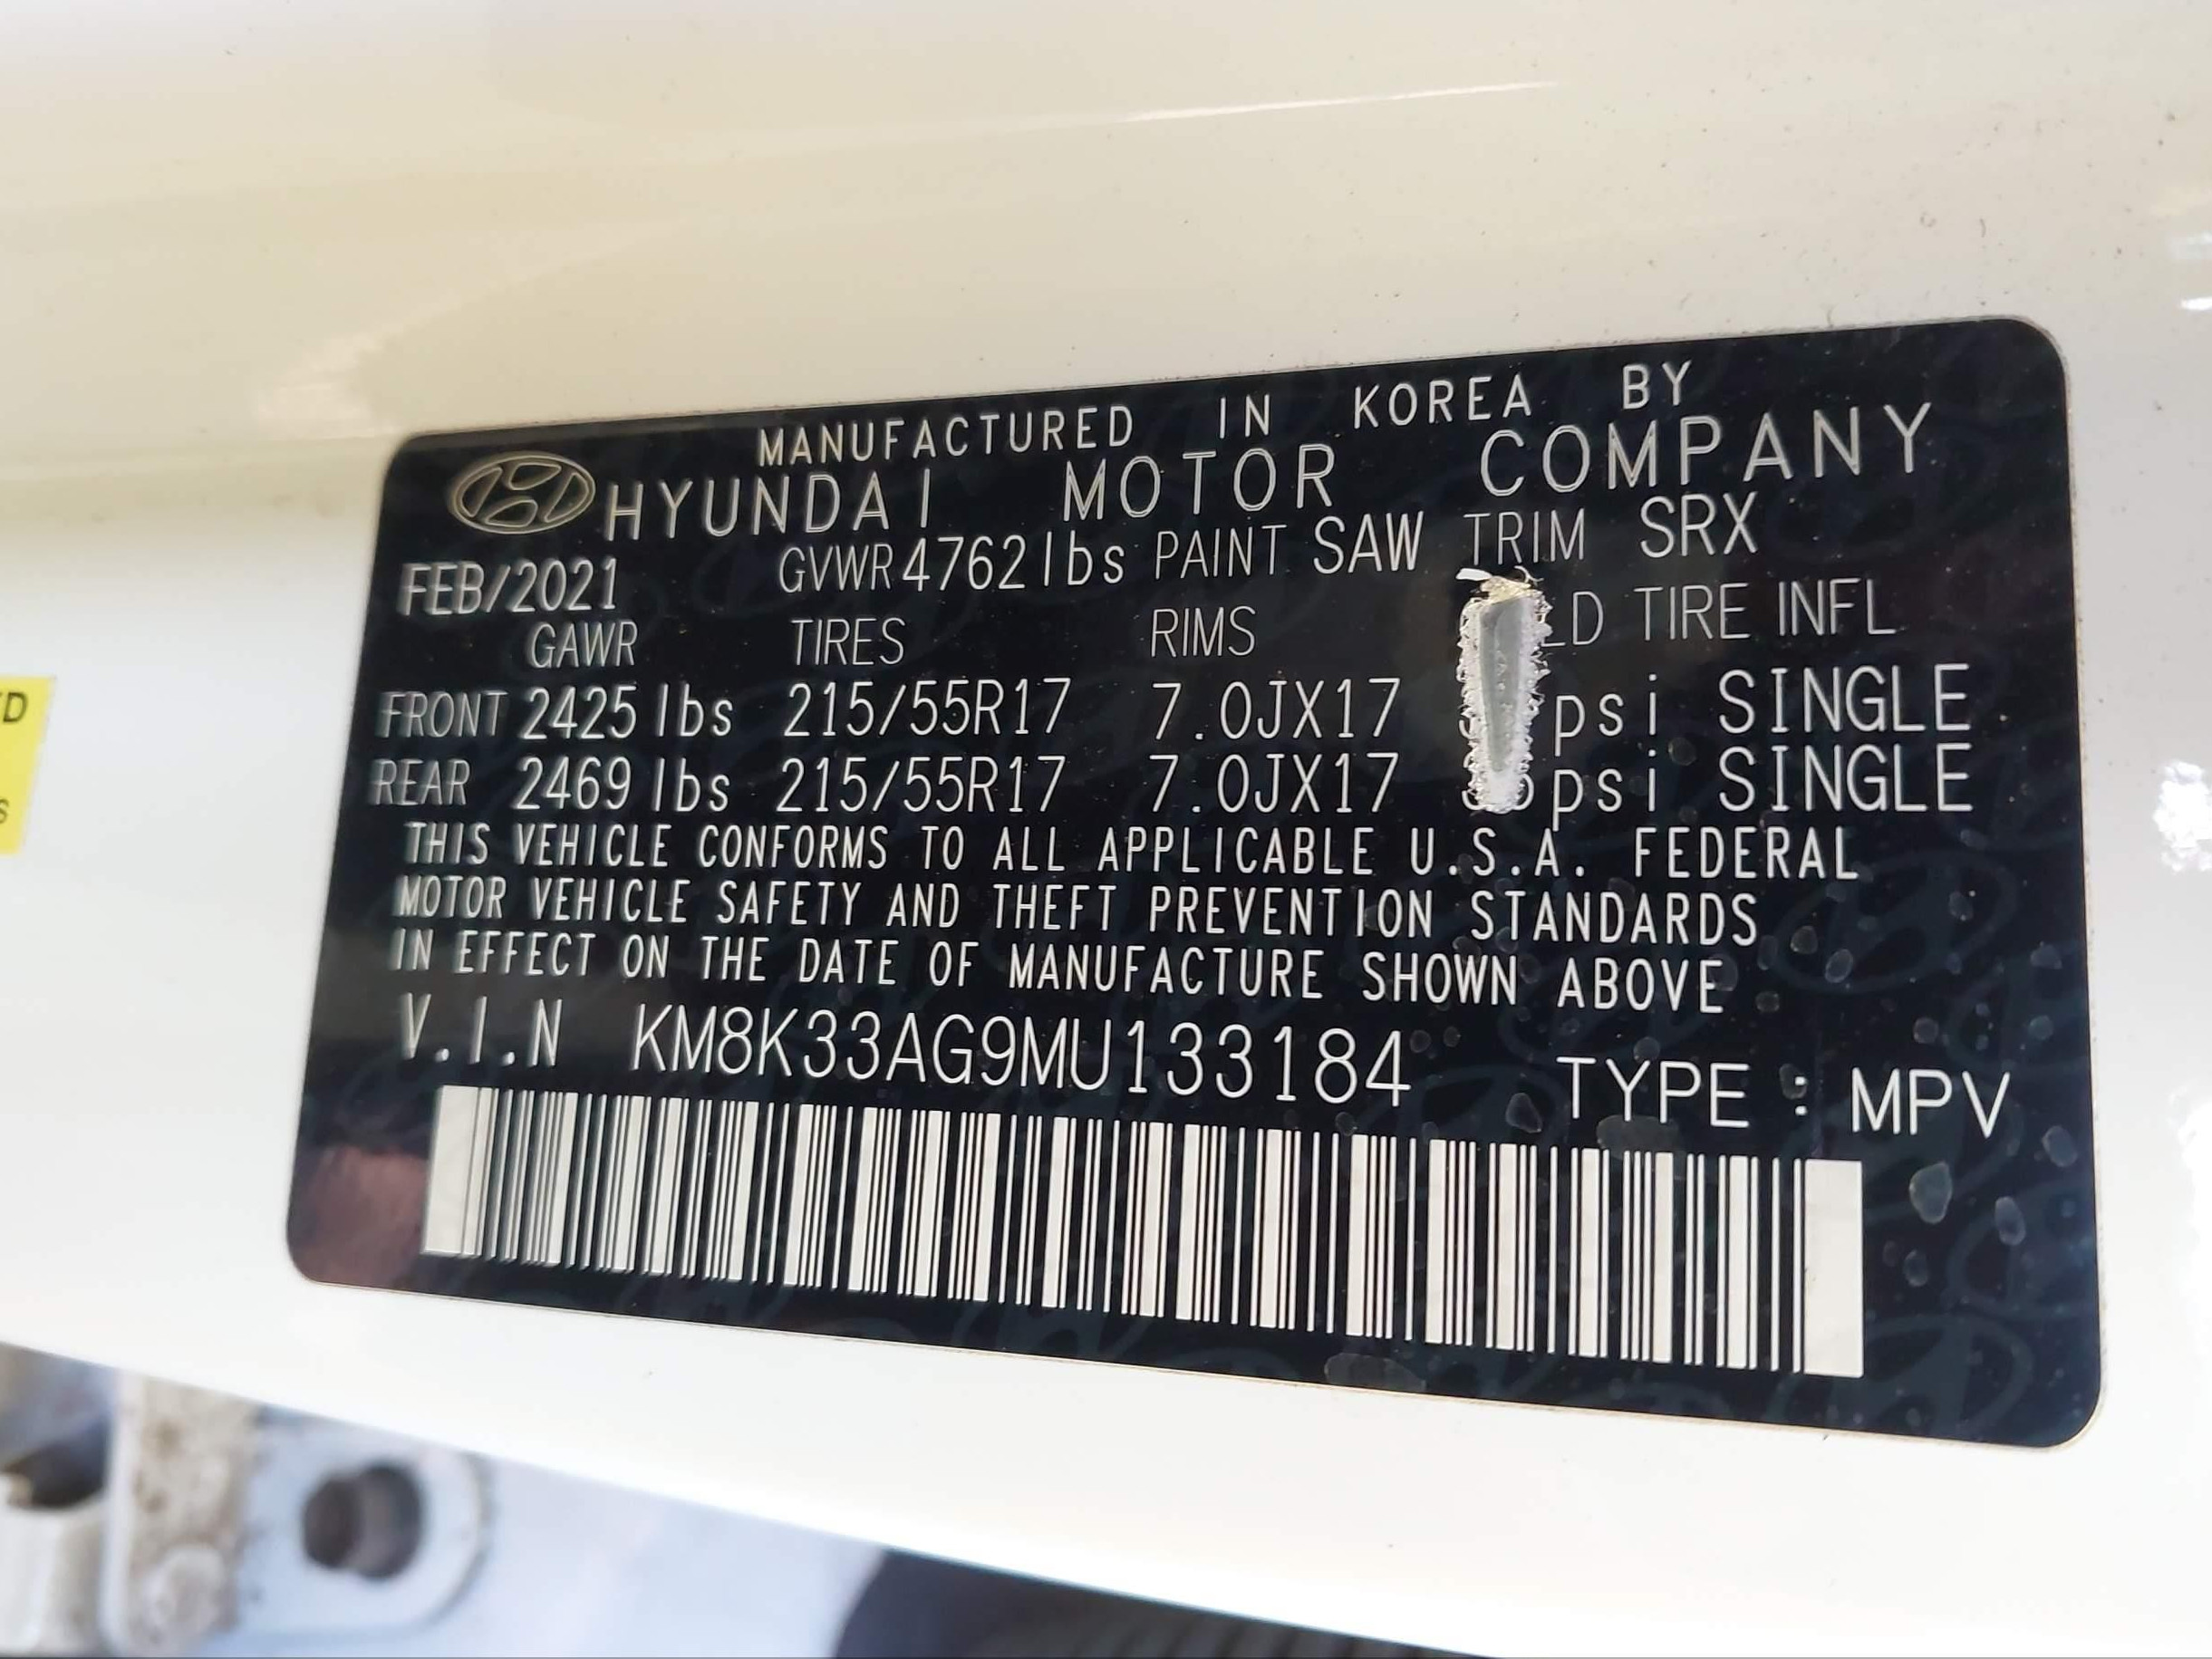 MANUFACTURED IN KOREA BY
HYUNDAI MOTOR COMPANY
FEB/2021 GVWR 4762lbs PAINT SAW TRIM SRX
GAWR TIRES RIMS TIRE INFL
FRONT 2425 lbs 215/55R17 7.0JX17 psi SINGLE
REAR 2469 lbs 215/55R17 7.0JX17 psi SINGLE
THIS VEHICLE CONFORMS TO ALL APPLICABLE U.S.A. FEDERAL
MOTOR VEHICLE SAFETY AND THEFT PREVENTION STANDARDS
IN EFFECT ON THE DATE OF MANUFACTURE SHOWN ABOVE
V.I.N KM8K33AG9MU133184 TYPE : MPV